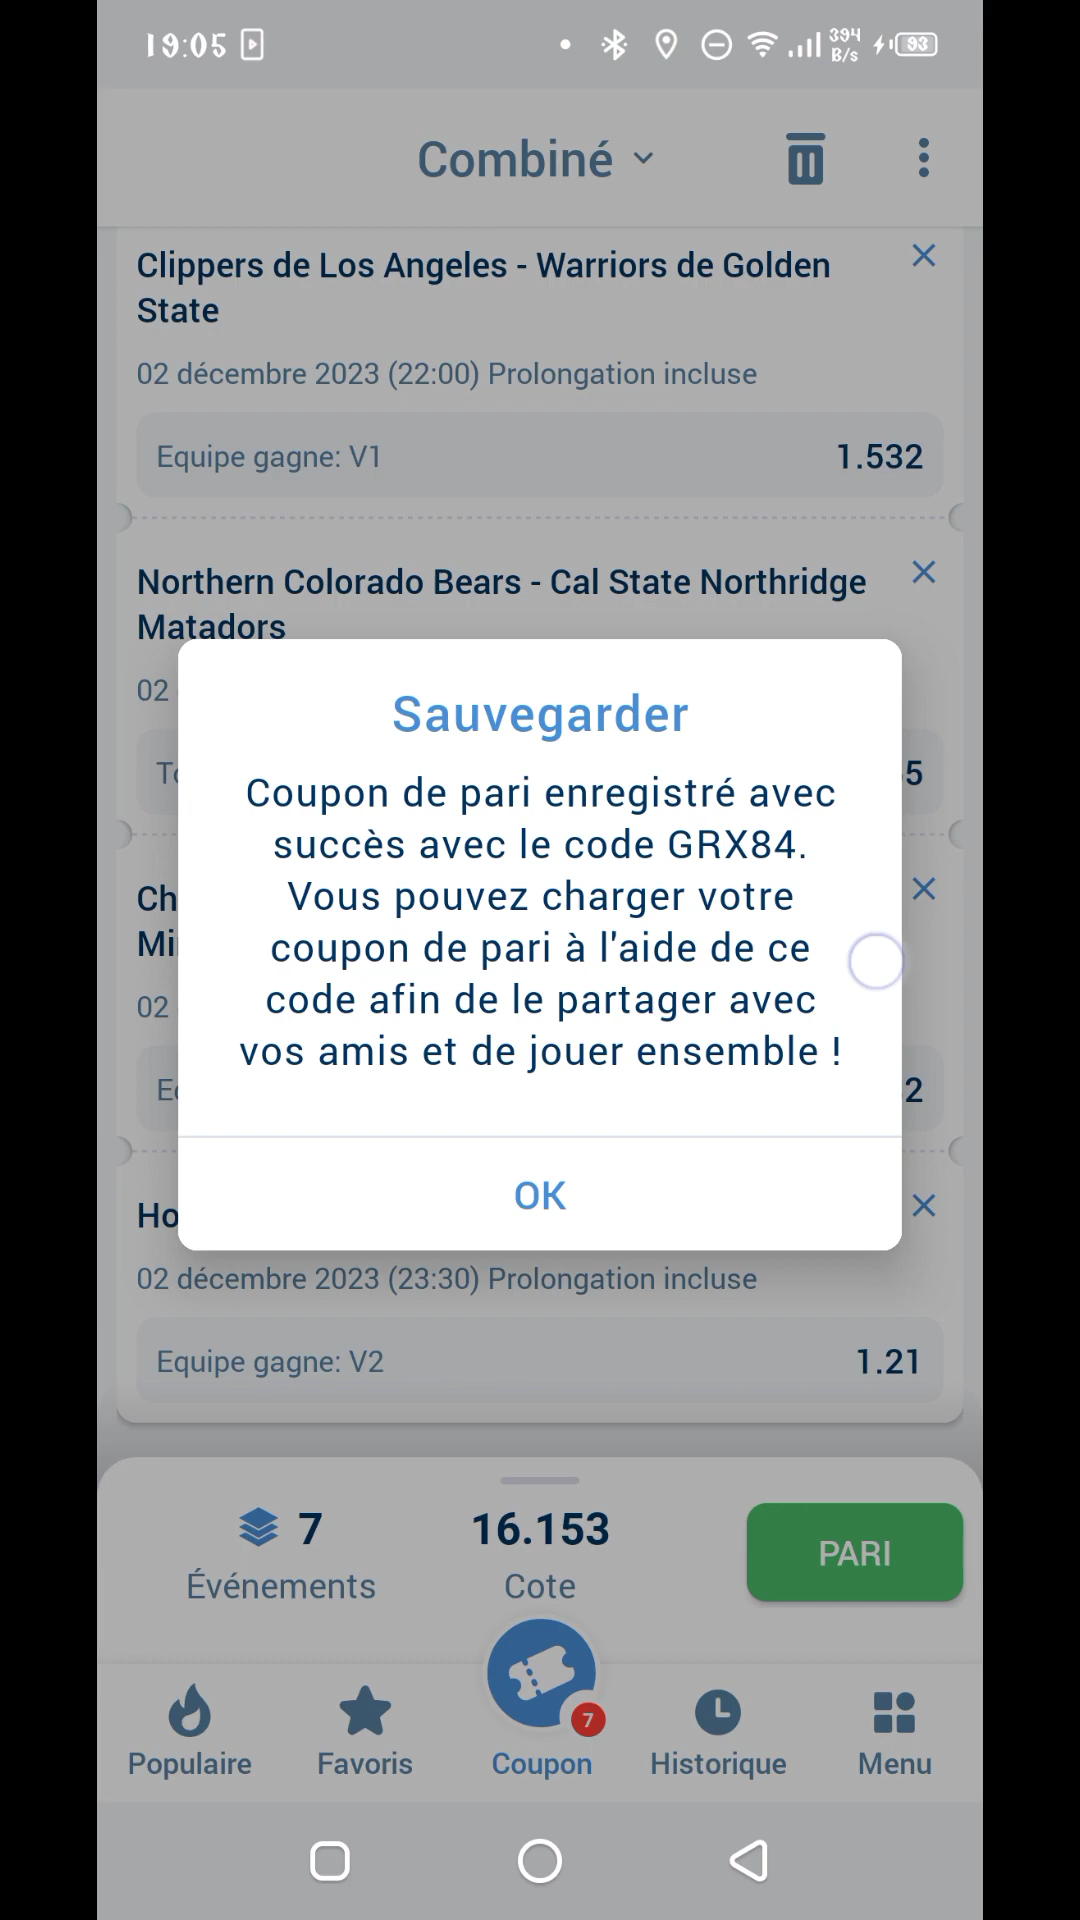 19:05
394
B/s
93
Combiné
Clippers de Los Angeles - Warriors de Golden
State
02 décembre 2023 (22:00) Prolongation incluse
Equipe gagne: V1
1.532
Northern Colorado Bears - Cal State Northridge
Matadors
02
5
Sauvegarder
Coupon de pari enregistré avec
succès avec le code GRX84.
Vous pouvez charger votre
coupon de pari à l'aide de ce
code afin de le partager avec
vos amis et de jouer ensemble !
OK
Ch
Mi
02
2
Ho
02 décembre 2023 (23:30) Prolongation incluse
Equipe gagne: V2
1.21
7
Événements
16.153
Cote
PARI
7
Populaire
Favoris
Coupon
Historique
Menu